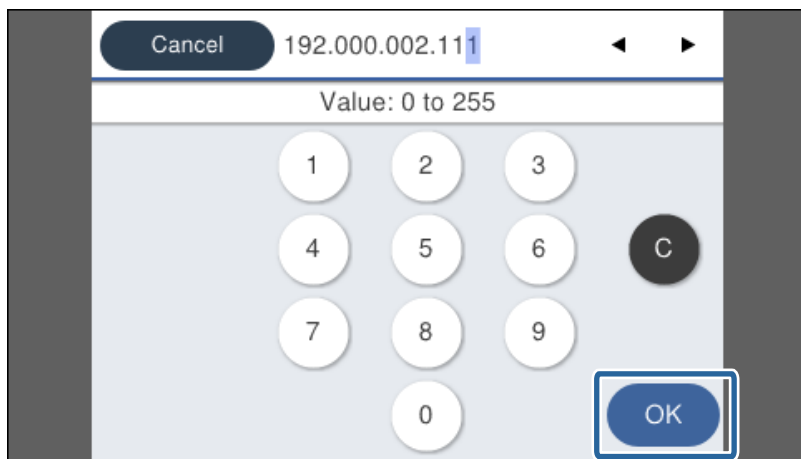 Cancel 192.000.002.111 ◄ ►
Value: 0 to 255
1 2 3
4 5 6 C
7 8 9
0 OK